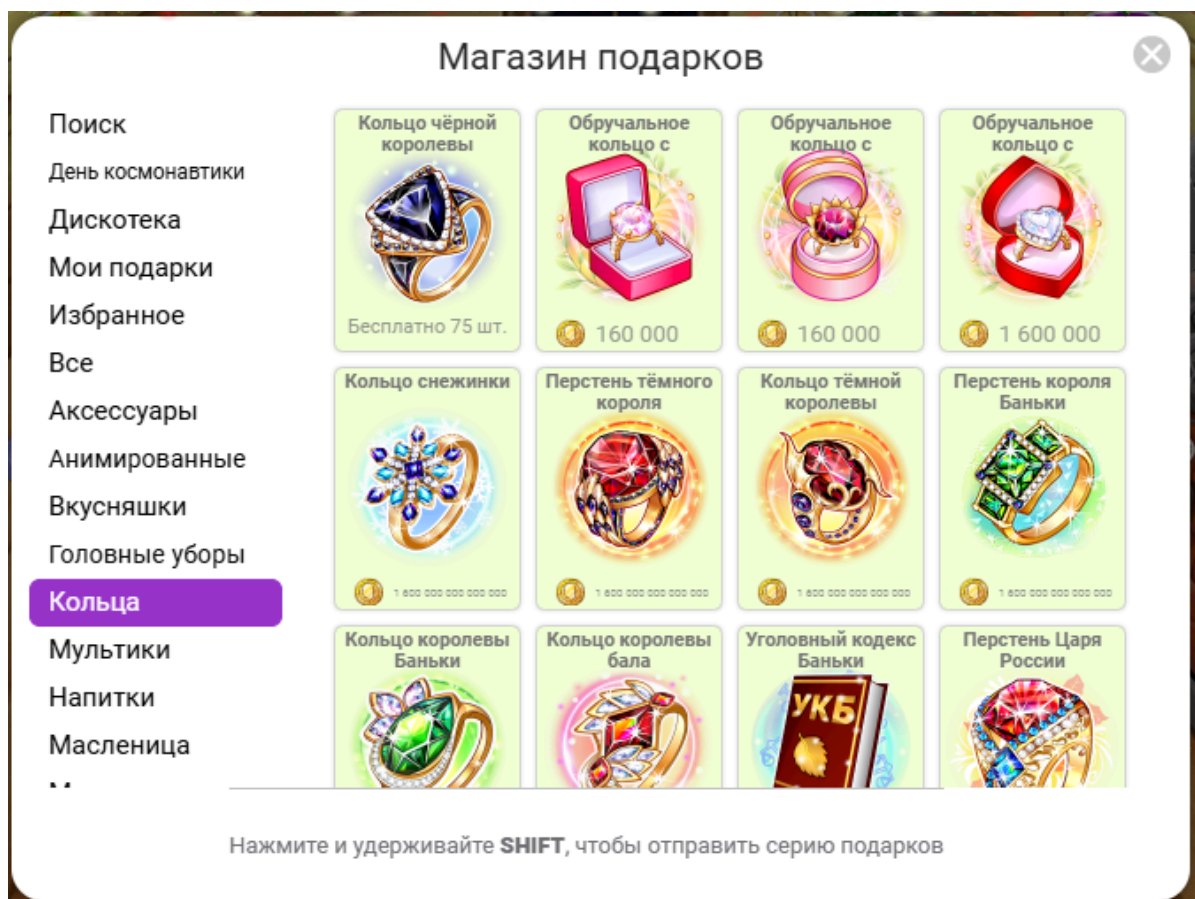 Магазин подарков
Поиск
День космонавтики
Дискотека
Мои подарки
Избранное
Все
Аксессуары
Анимированные
Вкусняшки
Головные уборы
Кольца
Мультики
Напитки
Масленица
Кольцо чёрной
королевы
Бесплатно 75 шт.
Обручальное
кольцо с
160 000
Обручальное
кольцо с
160 000
Обручальное
кольцо с
1 600 000
Кольцо снежинки
1 600 000 000 000 000
Перстень тёмного
короля
1 600 000 000 000 000
Кольцо тёмной
королевы
1 600 000 000 000 000
Перстень короля
Баньки
1 600 000 000 000 000
Кольцо королевы
Баньки
Кольцо королевы
бала
Уголовный кодекс
Баньки
УКБ
Перстень Царя
России
Нажмите и удерживайте SHIFT, чтобы отправить серию подарков